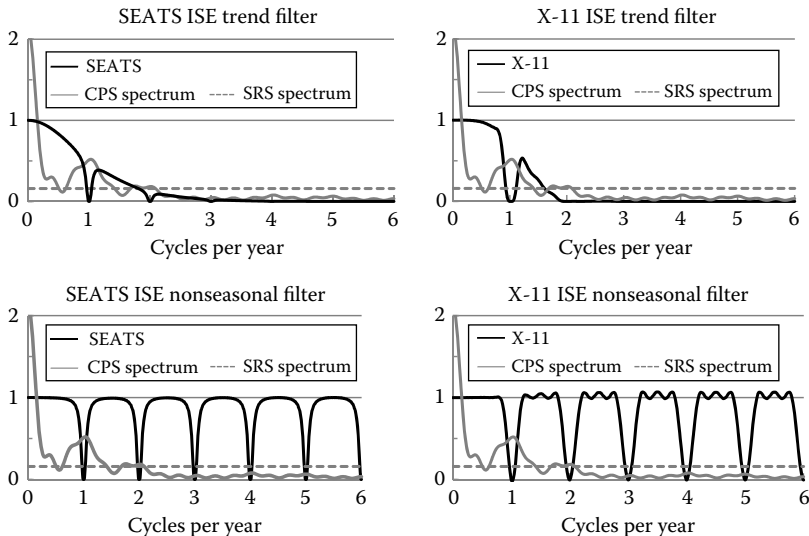 SEATS ISE trend filter
2
SEATS
CPS spectrum
SRS spectrum
1
0
0 1 2 3 4 5 6
Cycles per year
X-11 ISE trend filter
2
X-11
CPS spectrum
SRS spectrum
1
0
0 1 2 3 4 5 6
Cycles per year
SEATS ISE nonseasonal filter
2
SEATS
CPS spectrum
SRS spectrum
1
0
0 1 2 3 4 5 6
Cycles per year
X-11 ISE nonseasonal filter
2
X-11
CPS spectrum
SRS spectrum
1
0
0 1 2 3 4 5 6
Cycles per year